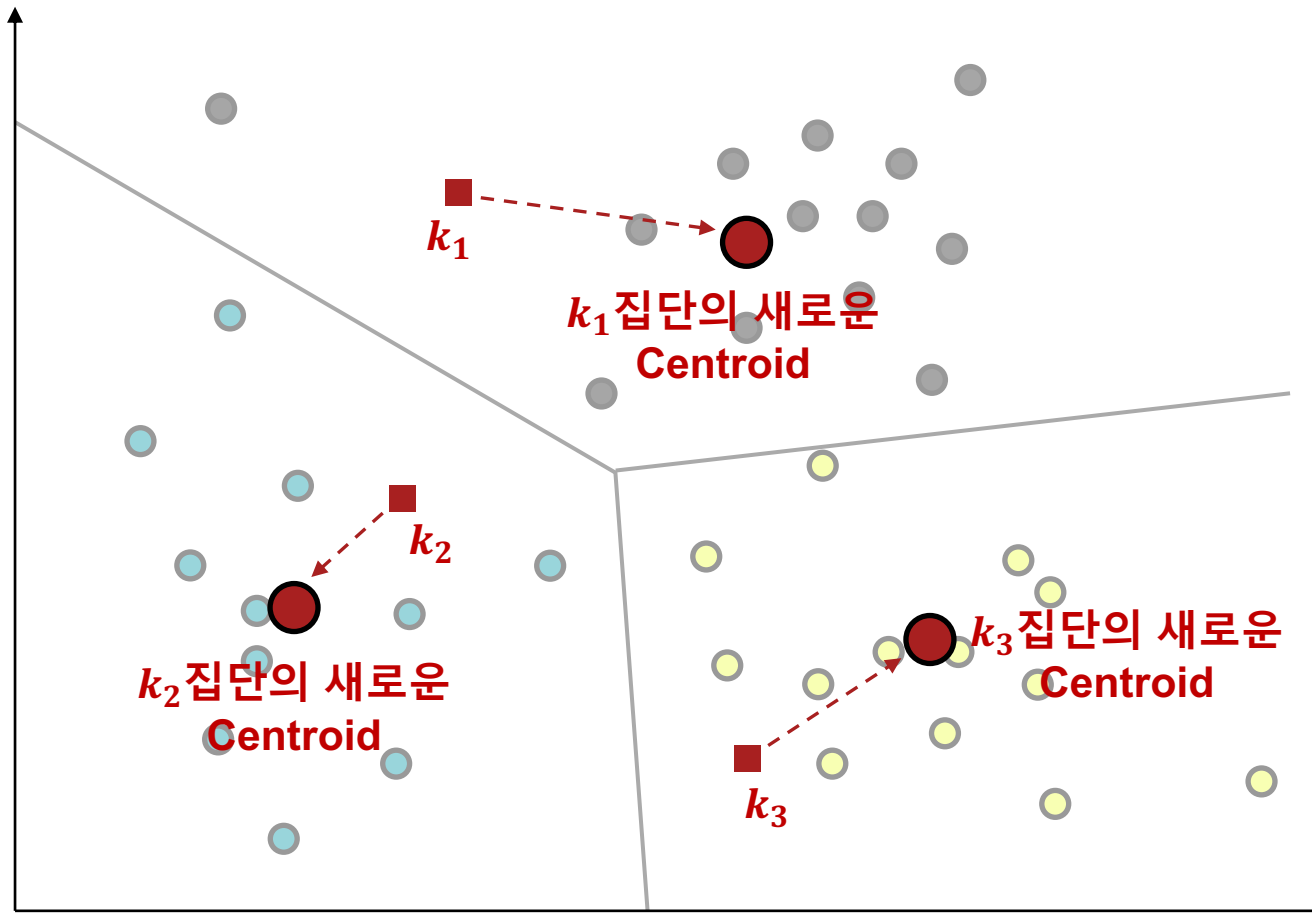 k₁
k₁집단의 새로운
Centroid
k₂
k₂집단의 새로운
Centroid
k₃집단의 새로운
Centroid
k₃